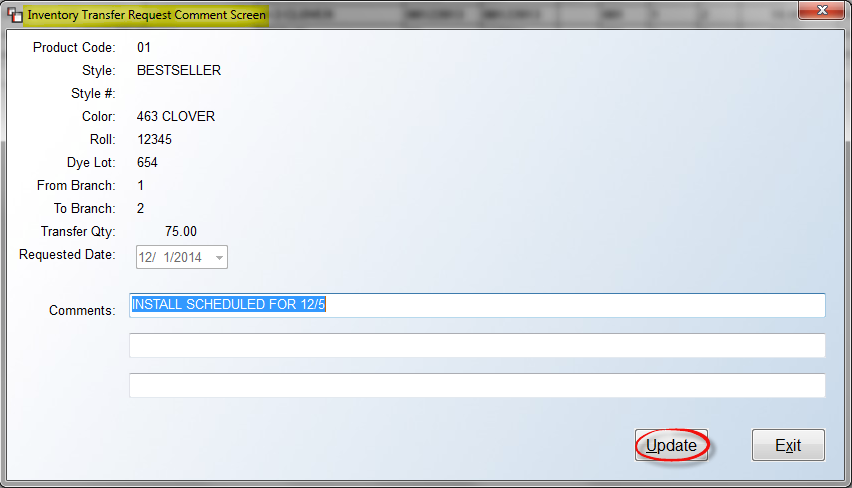 Inventory Transfer Request Comment Screen
Product Code: 01
Style: BESTSELLER
Style #:
Color: 463 CLOVER
Roll: 12345
Dye Lot: 654
From Branch: 1
To Branch: 2
Transfer Qty: 75.00
Requested Date: 12/ 1/2014
Comments: INSTALL SCHEDULED FOR 12/5
Update Exit